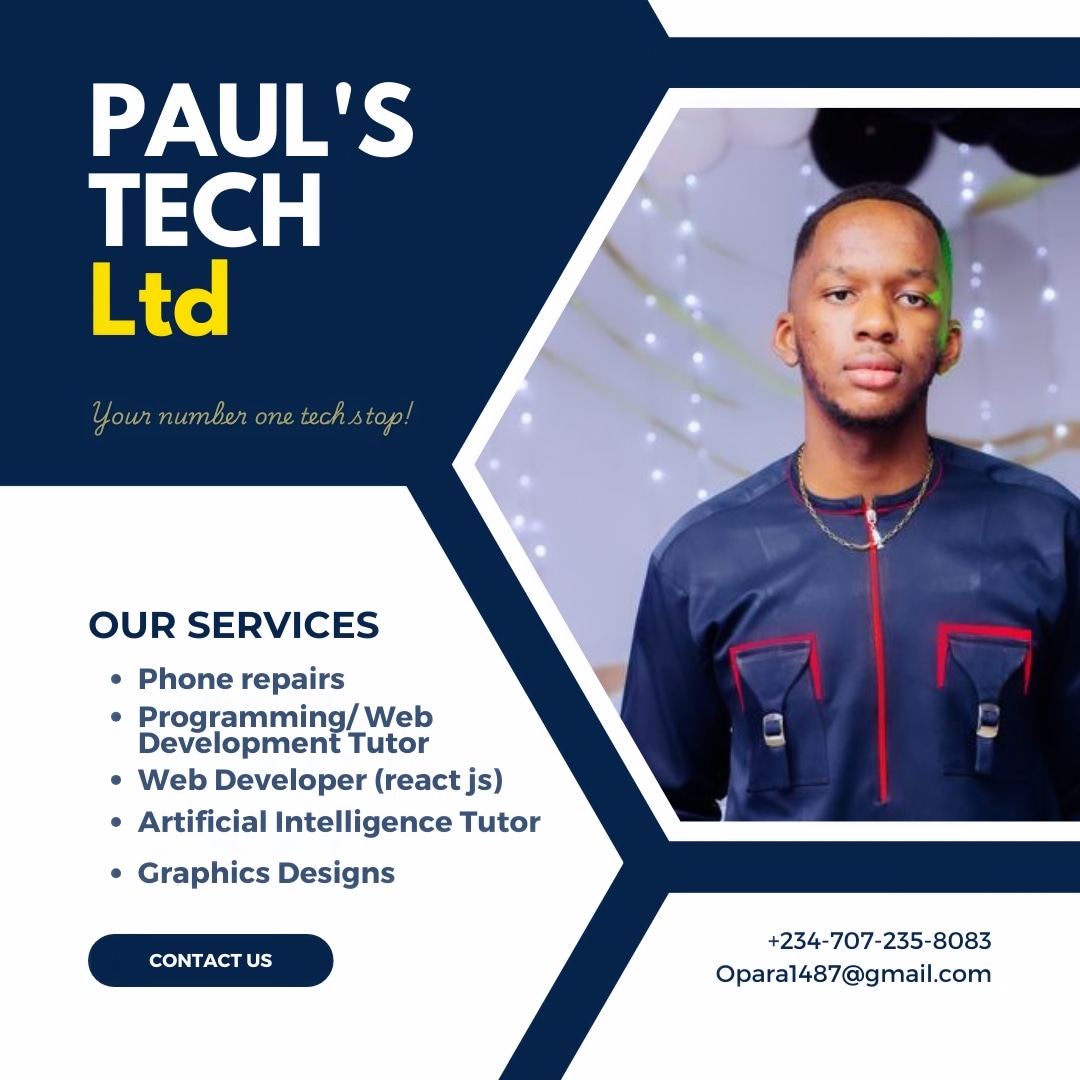 PAUL'S
TECH
Ltd
Your number one tech stop!
OUR SERVICES
• Phone repairs
• Programming/ Web
Development Tutor
• Web Developer (react js)
• Artificial Intelligence Tutor
• Graphics Designs
CONTACT US
+234-707-235-8083
Opara1487@gmail.com